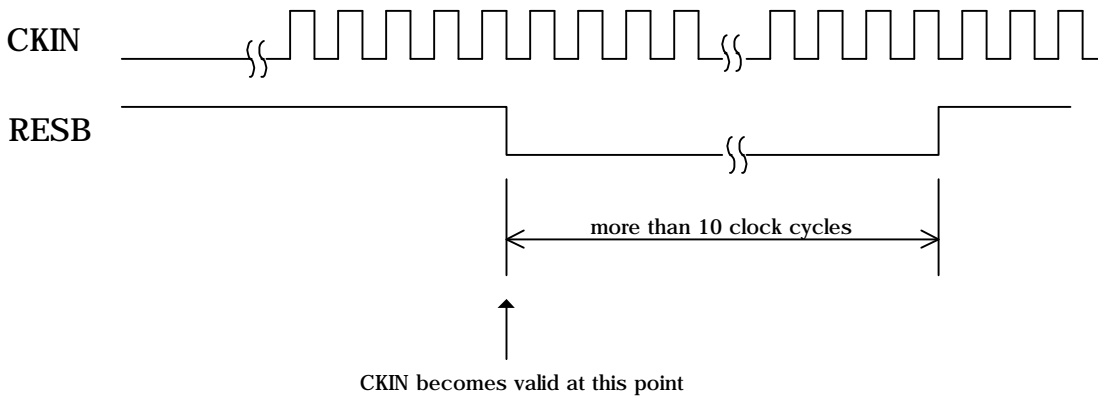 CKIN
RESB
more than 10 clock cycles
CKIN becomes valid at this point